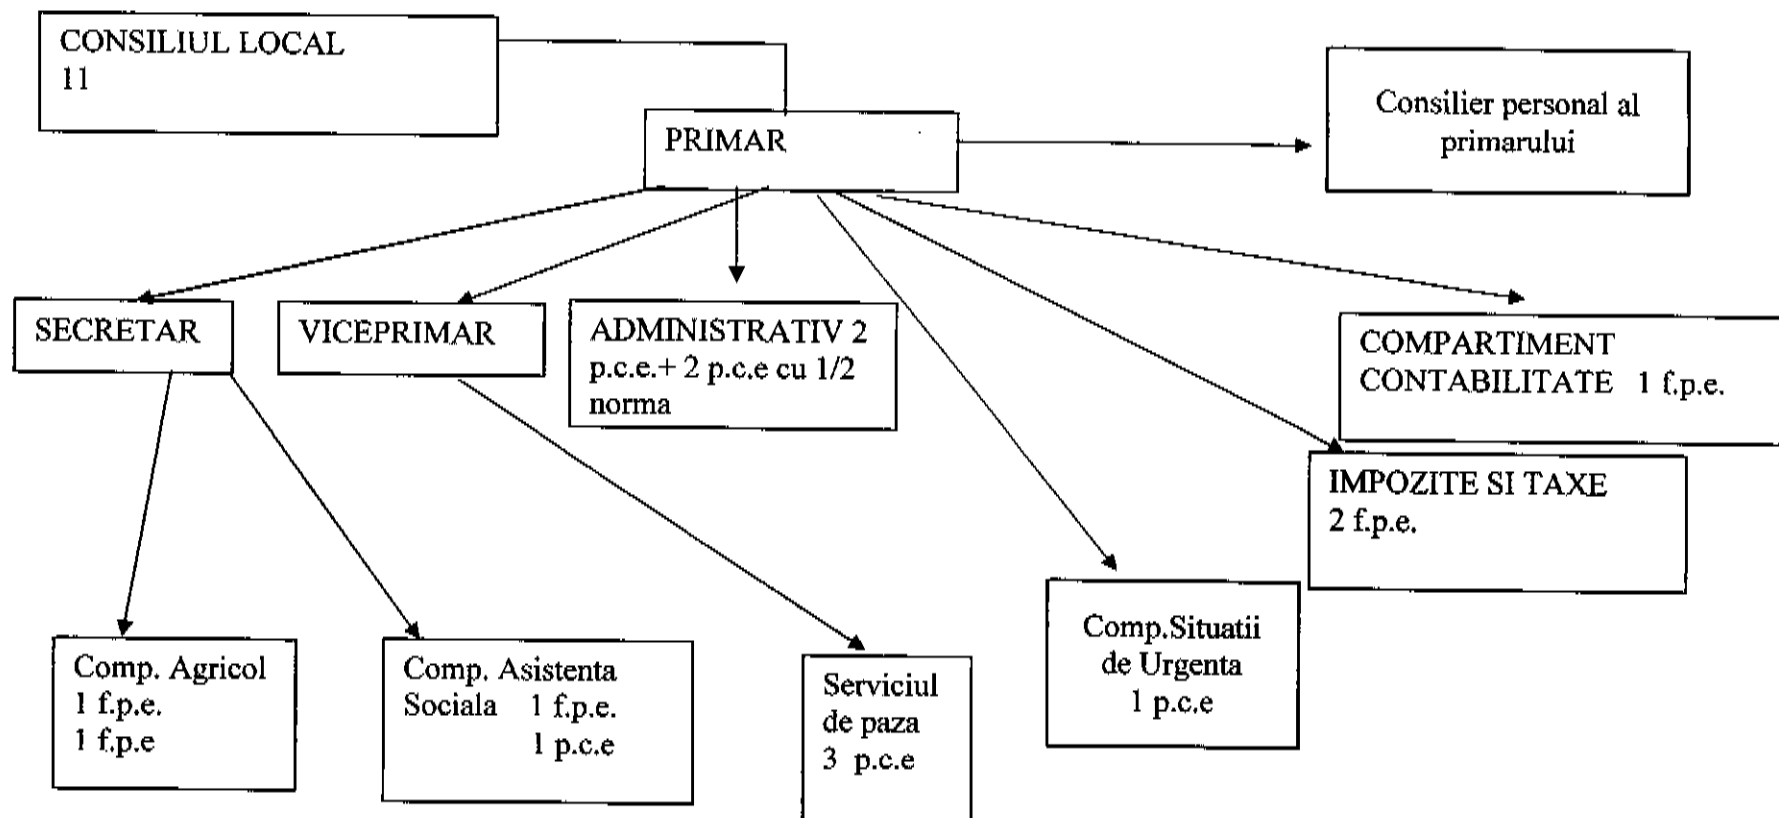 CONSILIUL LOCAL
11
PRIMAR
Consilier personal al
primarului
SECRETAR
VICEPRIMAR
ADMINISTRATIV 2
p.c.e.+ 2 p.c.e cu 1/2
norma
COMPARTIMENT
CONTABILITATE 1 f.p.e.
IMPOZITE SI TAXE
2 f.p.e.
Comp. Agricol
1 f.p.e.
1 f.p.e
Comp. Asistenta
Sociala 1 f.p.e.
1 p.c.e
Serviciul
de paza
3 p.c.e
Comp.Situatii
de Urgenta
1 p.c.e